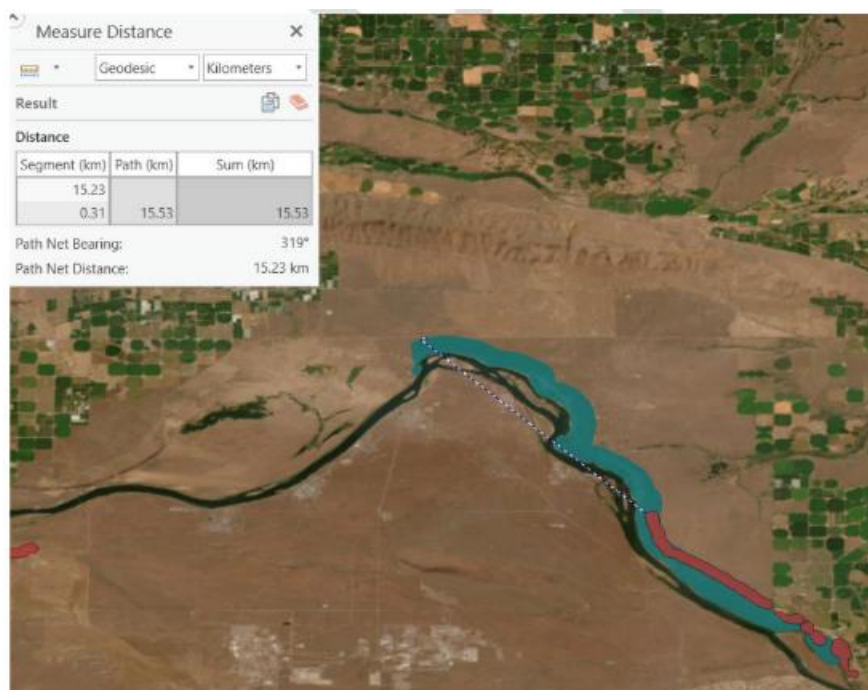 Measure Distance
Geodesic Kilometers
Result
Distance
Segment (km) Path (km) Sum (km)
15.23
0.31 15.53 15.53
Path Net Bearing: 319°
Path Net Distance: 15.23 km